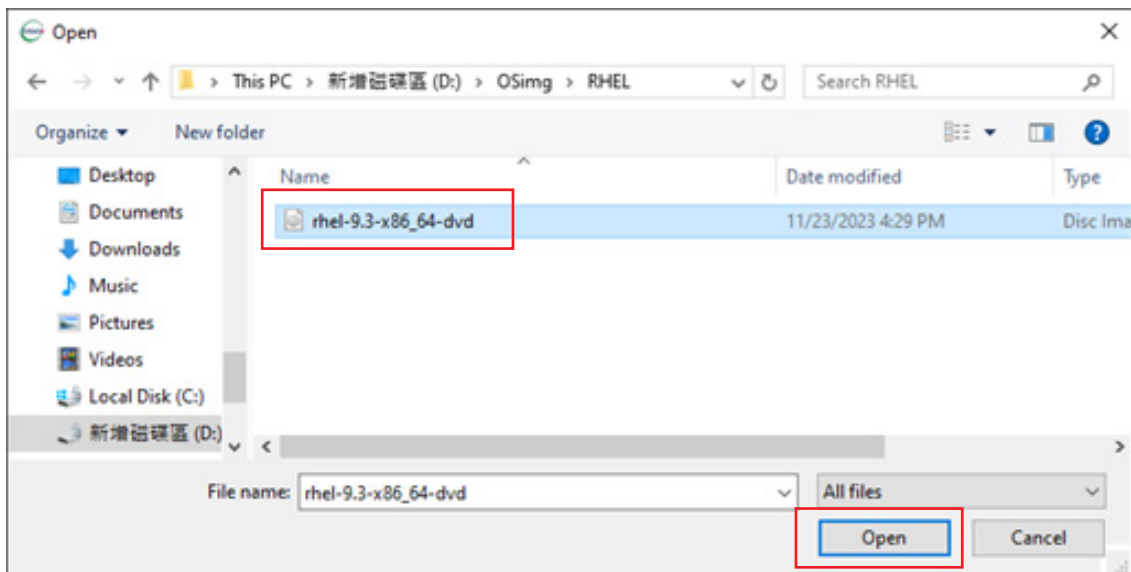 Open
This PC > 新增磁碟區 (D:) > OSimg > RHEL
Search RHEL
Organize
New folder
Name
Date modified
Type
Desktop
Documents
Downloads
Music
Pictures
Videos
Local Disk (C:)
新增磁碟區 (D:)
rhel-9.3-x86_64-dvd
11/23/2023 4:29 PM
Disc Ima
File name:
rhel-9.3-x86_64-dvd
All files
Open
Cancel